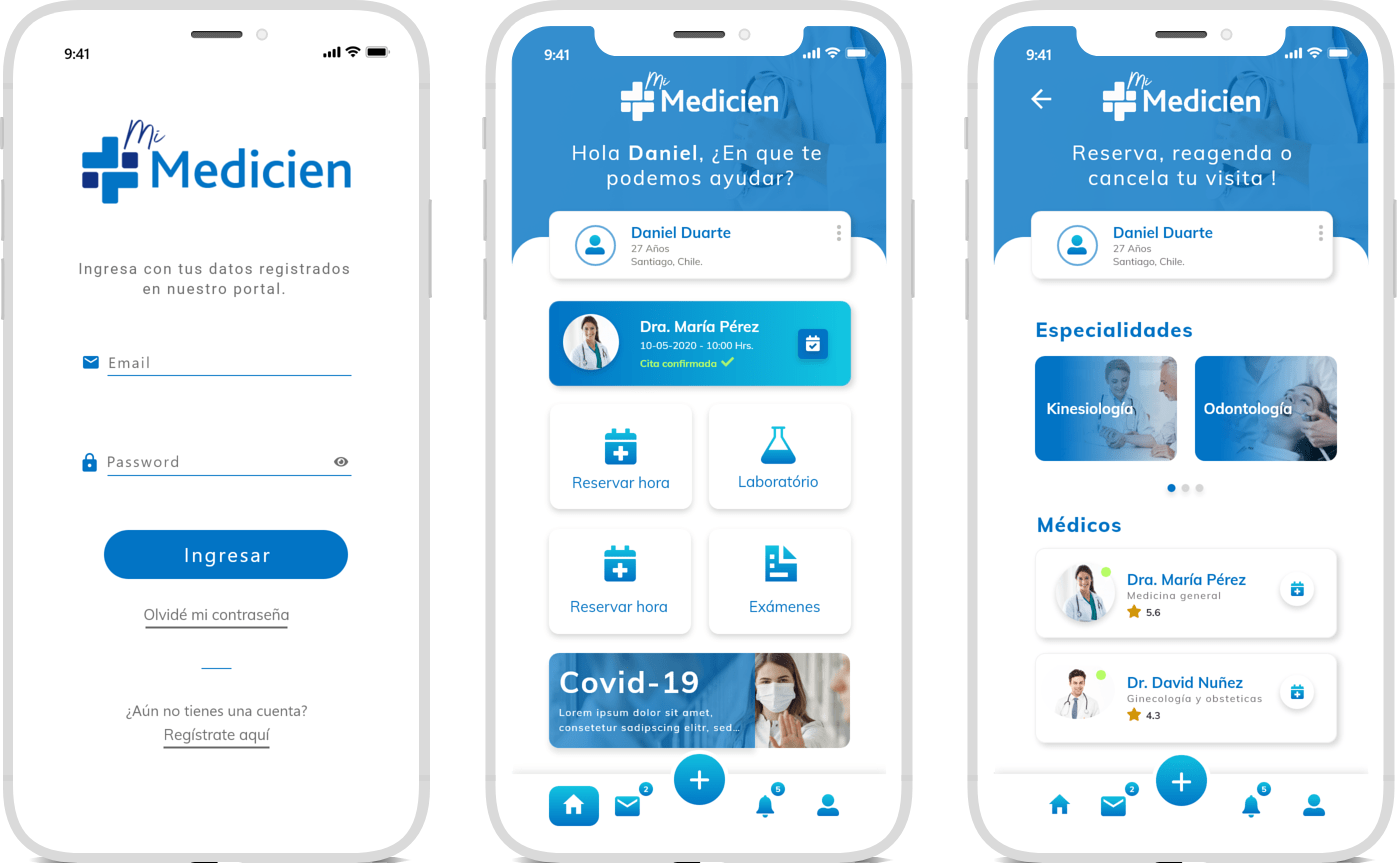 9:41
Mi
Medicien
Ingresa con tus datos registrados
en nuestro portal.
Email
Password
Ingresar
Olvidé mi contraseña
¿Aún no tienes una cuenta?
Regístrate aquí
9:41
Mi
Medicien
Hola Daniel, ¿En que te
podemos ayudar?
Daniel Duarte
27 Años
Santiago, Chile.
Dra. María Pérez
10-05-2020 - 10:00 Hrs.
Cita confirmada
Reservar hora
Laboratório
Reservar hora
Exámenes
Covid-19
Lorem ipsum dolor sit amet,
consetetur sadipscing elitr, sed...
2
5
9:41
Mi
Medicien
Reserva, reagenda o
cancela tu visita !
Daniel Duarte
27 Años
Santiago, Chile.
Especialidades
Kinesiología
Odontología
Médicos
Dra. María Pérez
Medicina general
5.6
Dr. David Nuñez
Ginecología y obsteticas
4.3
2
5